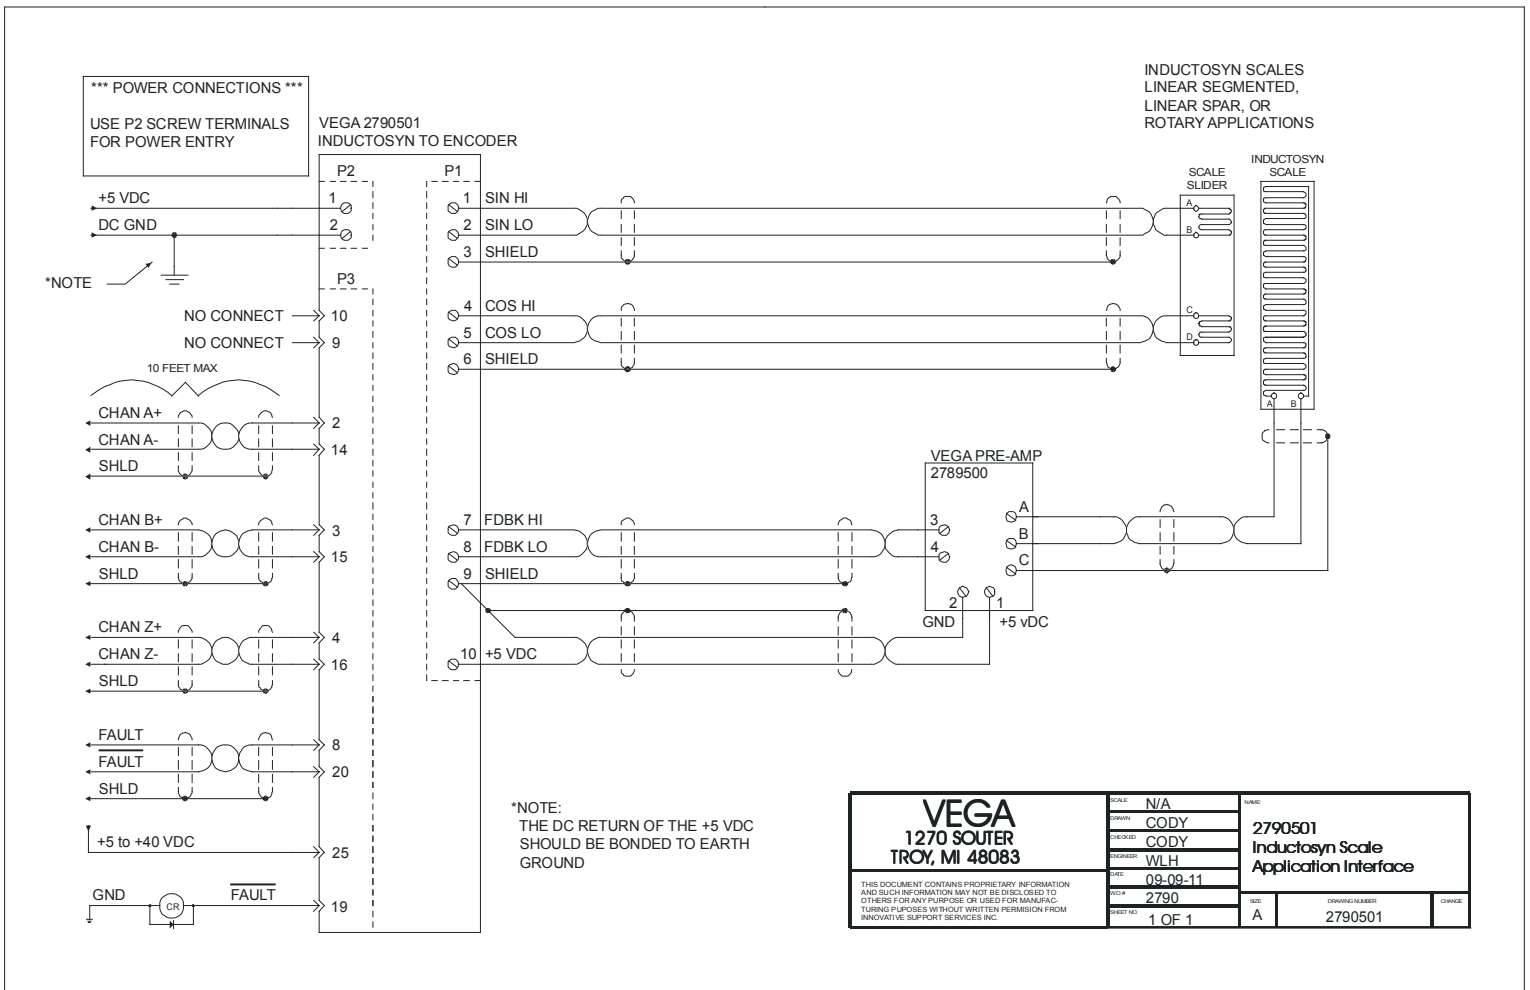 *** POWER CONNECTIONS ***
USE P2 SCREW TERMINALS
FOR POWER ENTRY
VEGA 2790501
INDUCTOSYN TO ENCODER
INDUCTOSYN SCALES
LINEAR SEGMENTED,
LINEAR SPAR, OR
ROTARY APPLICATIONS
SCALE
SLIDER
INDUCTOSYN
SCALE
P2
+5 VDC
1
DC GND
2
*NOTE
P3
NO CONNECT
10
NO CONNECT
9
10 FEET MAX
CHAN A+
2
CHAN A-
14
SHLD
CHAN B+
3
CHAN B-
15
SHLD
CHAN Z+
4
CHAN Z-
16
SHLD
FAULT
8
FAULT
20
SHLD
+5 to +40 VDC
25
GND
CR
FAULT
19
P1
1 SIN HI
2 SIN LO
3 SHIELD
4 COS HI
5 COS LO
6 SHIELD
7 FDBK HI
8 FDBK LO
9 SHIELD
10 +5 VDC
A
B
C
D
A B
VEGA PRE-AMP
2789500
3
4
A
B
C
2
1
GND
+5 vDC
*NOTE:
THE DC RETURN OF THE +5 VDC
SHOULD BE BONDED TO EARTH
GROUND
VEGA
1270 SOUTER
TROY, MI 48083
THIS DOCUMENT CONTAINS PROPRIETARY INFORMATION
AND SUCH INFORMATION MAY NOT BE DISCLOSED TO
OTHERS FOR ANY PURPOSE OR USED FOR MANUFAC-
TURING PUPOSES WITHOUT WRITTEN PERMISION FROM
INNOVATIVE SUPPORT SERVICES INC.
SCALE N/A
DRAWN CODY
CHECKED CODY
ENGINEER WLH
DATE 09-09-11
W.O.# 2790
SHEET NO. 1 OF 1
NAME
2790501
Inductosyn Scale
Application Interface
SIZE
A
DRAWING NUMBER
2790501
CHANGE